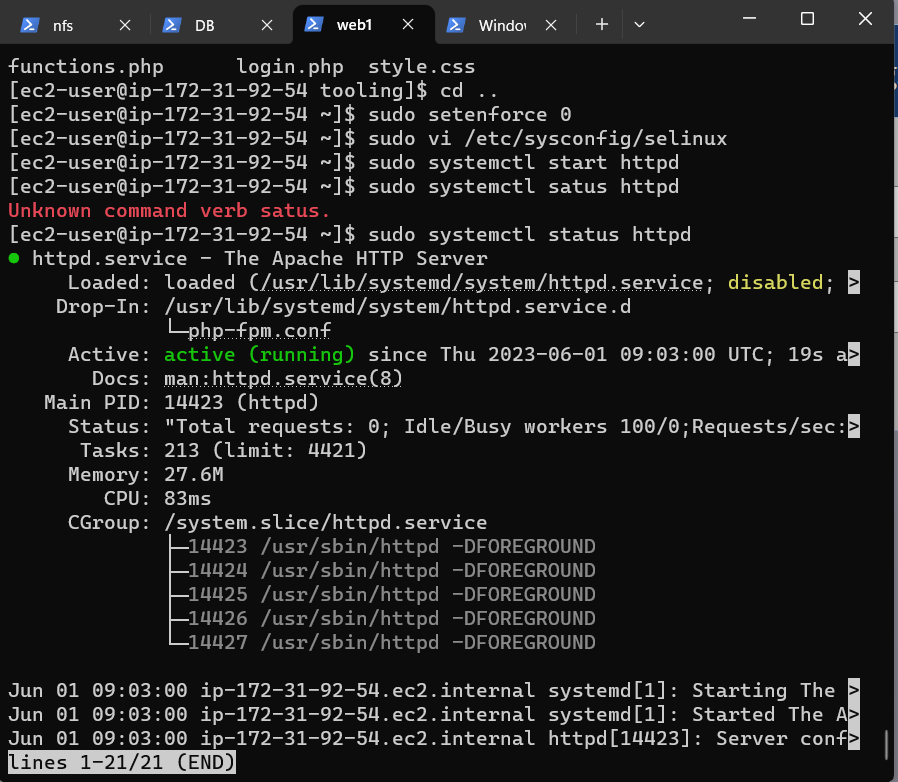 nfs DB web1 Window
functions.php login.php style.css
[ec2-user@ip-172-31-92-54 tooling]$ cd ..
[ec2-user@ip-172-31-92-54 ~]$ sudo setenforce 0
[ec2-user@ip-172-31-92-54 ~]$ sudo vi /etc/sysconfig/selinux
[ec2-user@ip-172-31-92-54 ~]$ sudo systemctl start httpd
[ec2-user@ip-172-31-92-54 ~]$ sudo systemctl satus httpd
Unknown command verb satus.
[ec2-user@ip-172-31-92-54 ~]$ sudo systemctl status httpd
● httpd.service - The Apache HTTP Server
Loaded: loaded (/usr/lib/systemd/system/httpd.service; disabled; >
Drop-In: /usr/lib/systemd/system/httpd.service.d
└─php-fpm.conf
Active: active (running) since Thu 2023-06-01 09:03:00 UTC; 19s a>
Docs: man:httpd.service(8)
Main PID: 14423 (httpd)
Status: "Total requests: 0; Idle/Busy workers 100/0;Requests/sec:>
Tasks: 213 (limit: 4421)
Memory: 27.6M
CPU: 83ms
CGroup: /system.slice/httpd.service
├─14423 /usr/sbin/httpd -DFOREGROUND
├─14424 /usr/sbin/httpd -DFOREGROUND
├─14425 /usr/sbin/httpd -DFOREGROUND
├─14426 /usr/sbin/httpd -DFOREGROUND
└─14427 /usr/sbin/httpd -DFOREGROUND
Jun 01 09:03:00 ip-172-31-92-54.ec2.internal systemd[1]: Starting The >
Jun 01 09:03:00 ip-172-31-92-54.ec2.internal systemd[1]: Started The A>
Jun 01 09:03:00 ip-172-31-92-54.ec2.internal httpd[14423]: Server conf>
lines 1-21/21 (END)